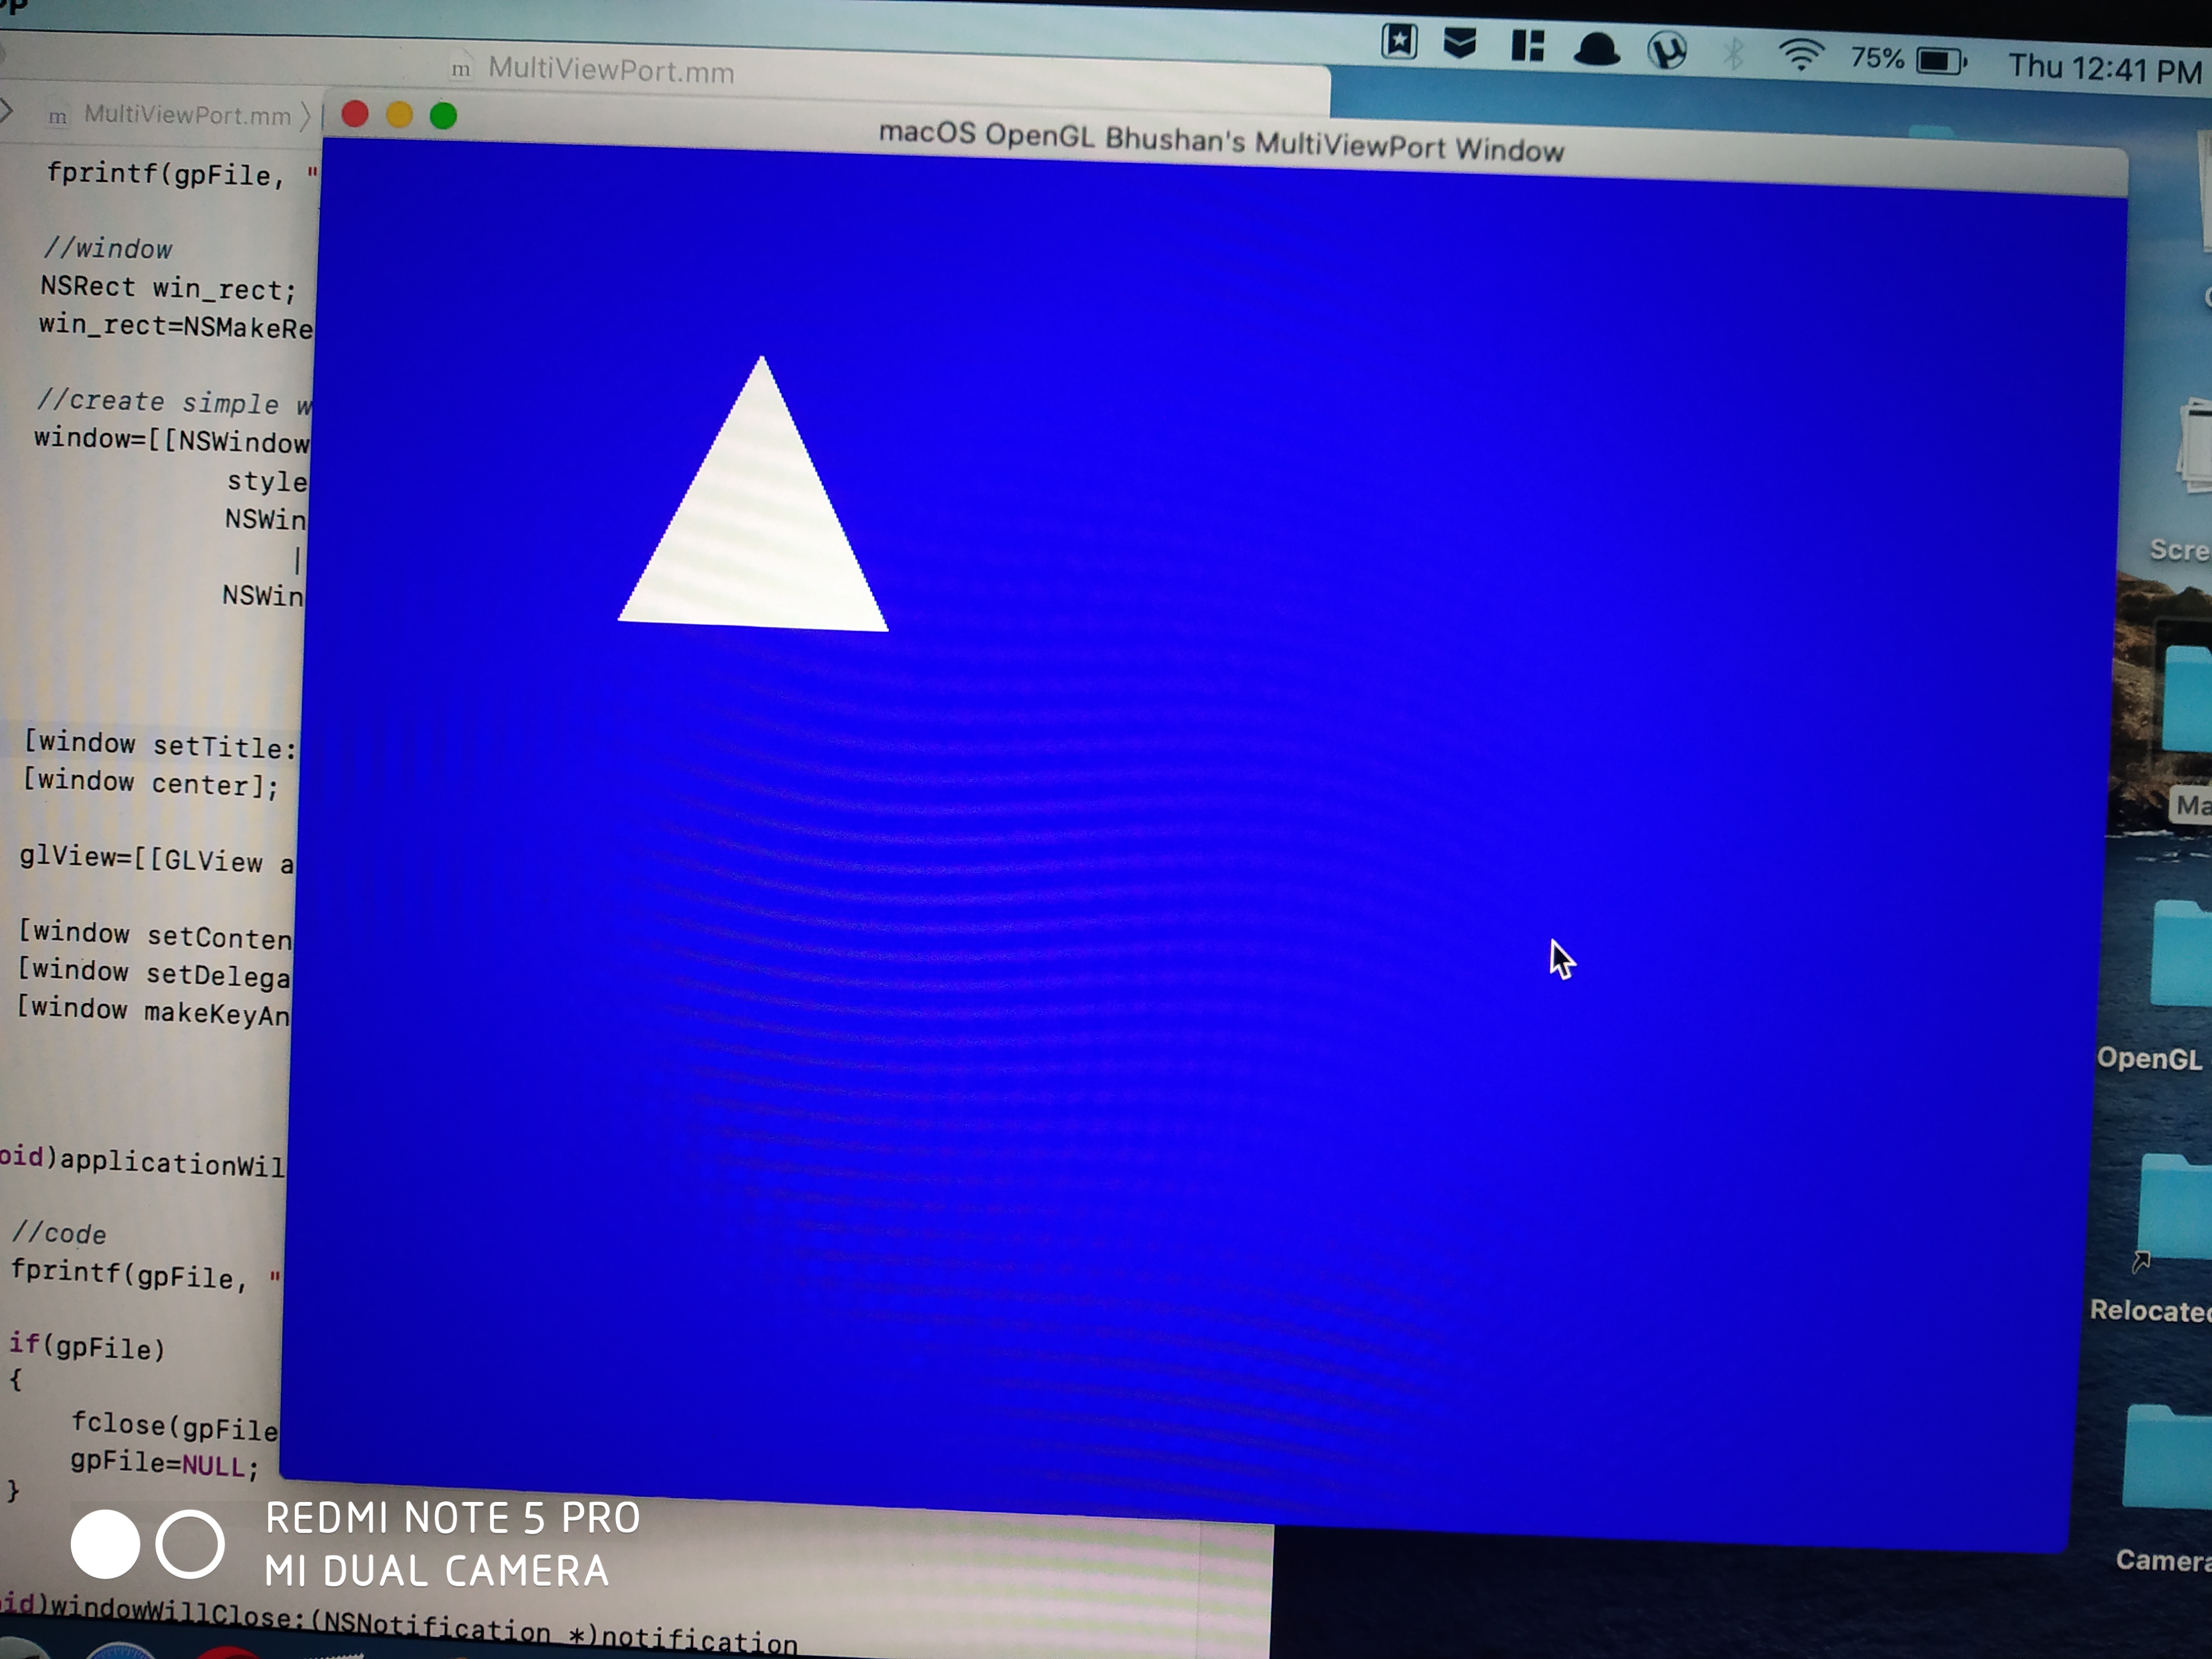 MultiViewPort.mm
75% Thu 12:41 PM
MultiViewPort.mm
macOS OpenGL Bhushan's MultiViewPort Window
fprintf(gpFile, "
//window
NSRect win_rect;
win_rect=NSMakeRe
//create simple w
window=[[NSWindow
style
NSWin
|
NSWin
[window setTitle:
[window center];
glView=[[GLView a
[window setConten
[window setDelega
[window makeKeyAn
oid)applicationWil
//code
fprintf(gpFile, "
if(gpFile)
{
fclose(gpFile
gpFile=NULL;
}
id)windowWillClose:(NSNotification *)notification
Scre
Ma
OpenGL
Relocated
Camera
REDMI NOTE 5 PRO
MI DUAL CAMERA